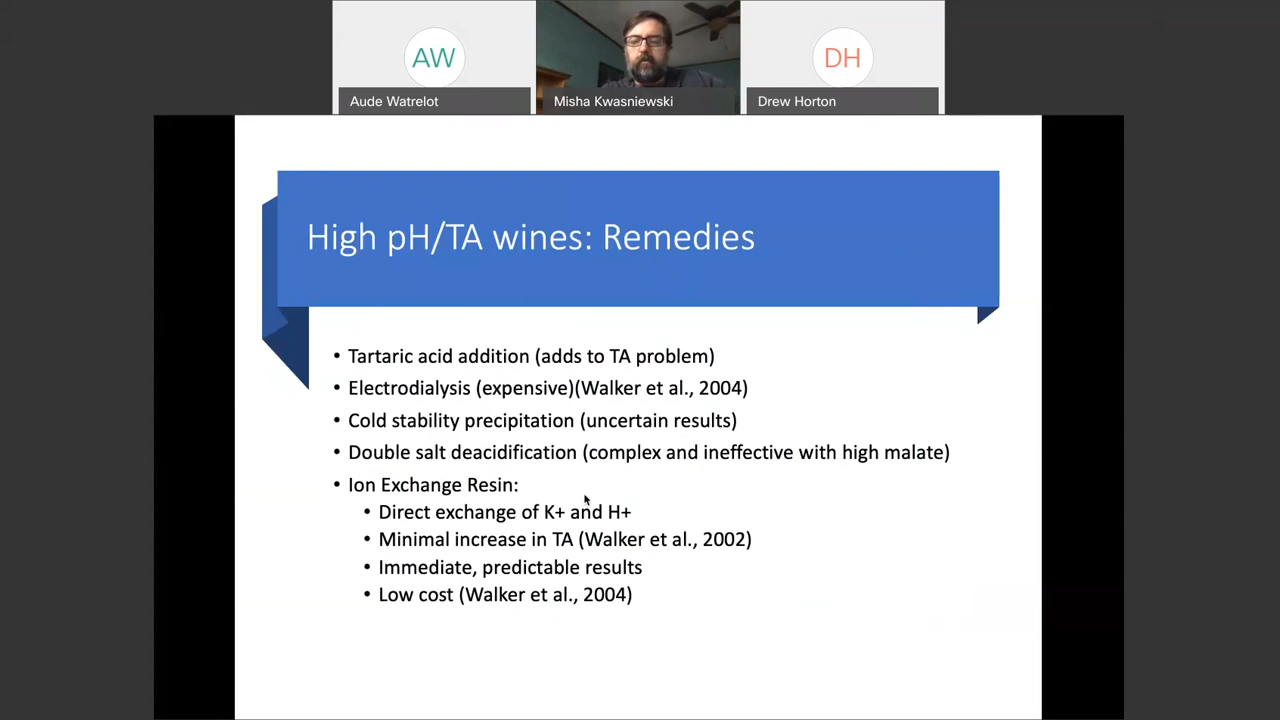 AW
DH
Aude Watrelot
Misha Kwasniewski
Drew Horton
High pH/TA wines: Remedies
• Tartaric acid addition (adds to TA problem)
• Electrodialysis (expensive)(Walker et al., 2004)
• Cold stability precipitation (uncertain results)
• Double salt deacidification (complex and ineffective with high malate)
• Ion Exchange Resin:
• Direct exchange of K+ and H+
• Minimal increase in TA (Walker et al., 2002)
• Immediate, predictable results
• Low cost (Walker et al., 2004)